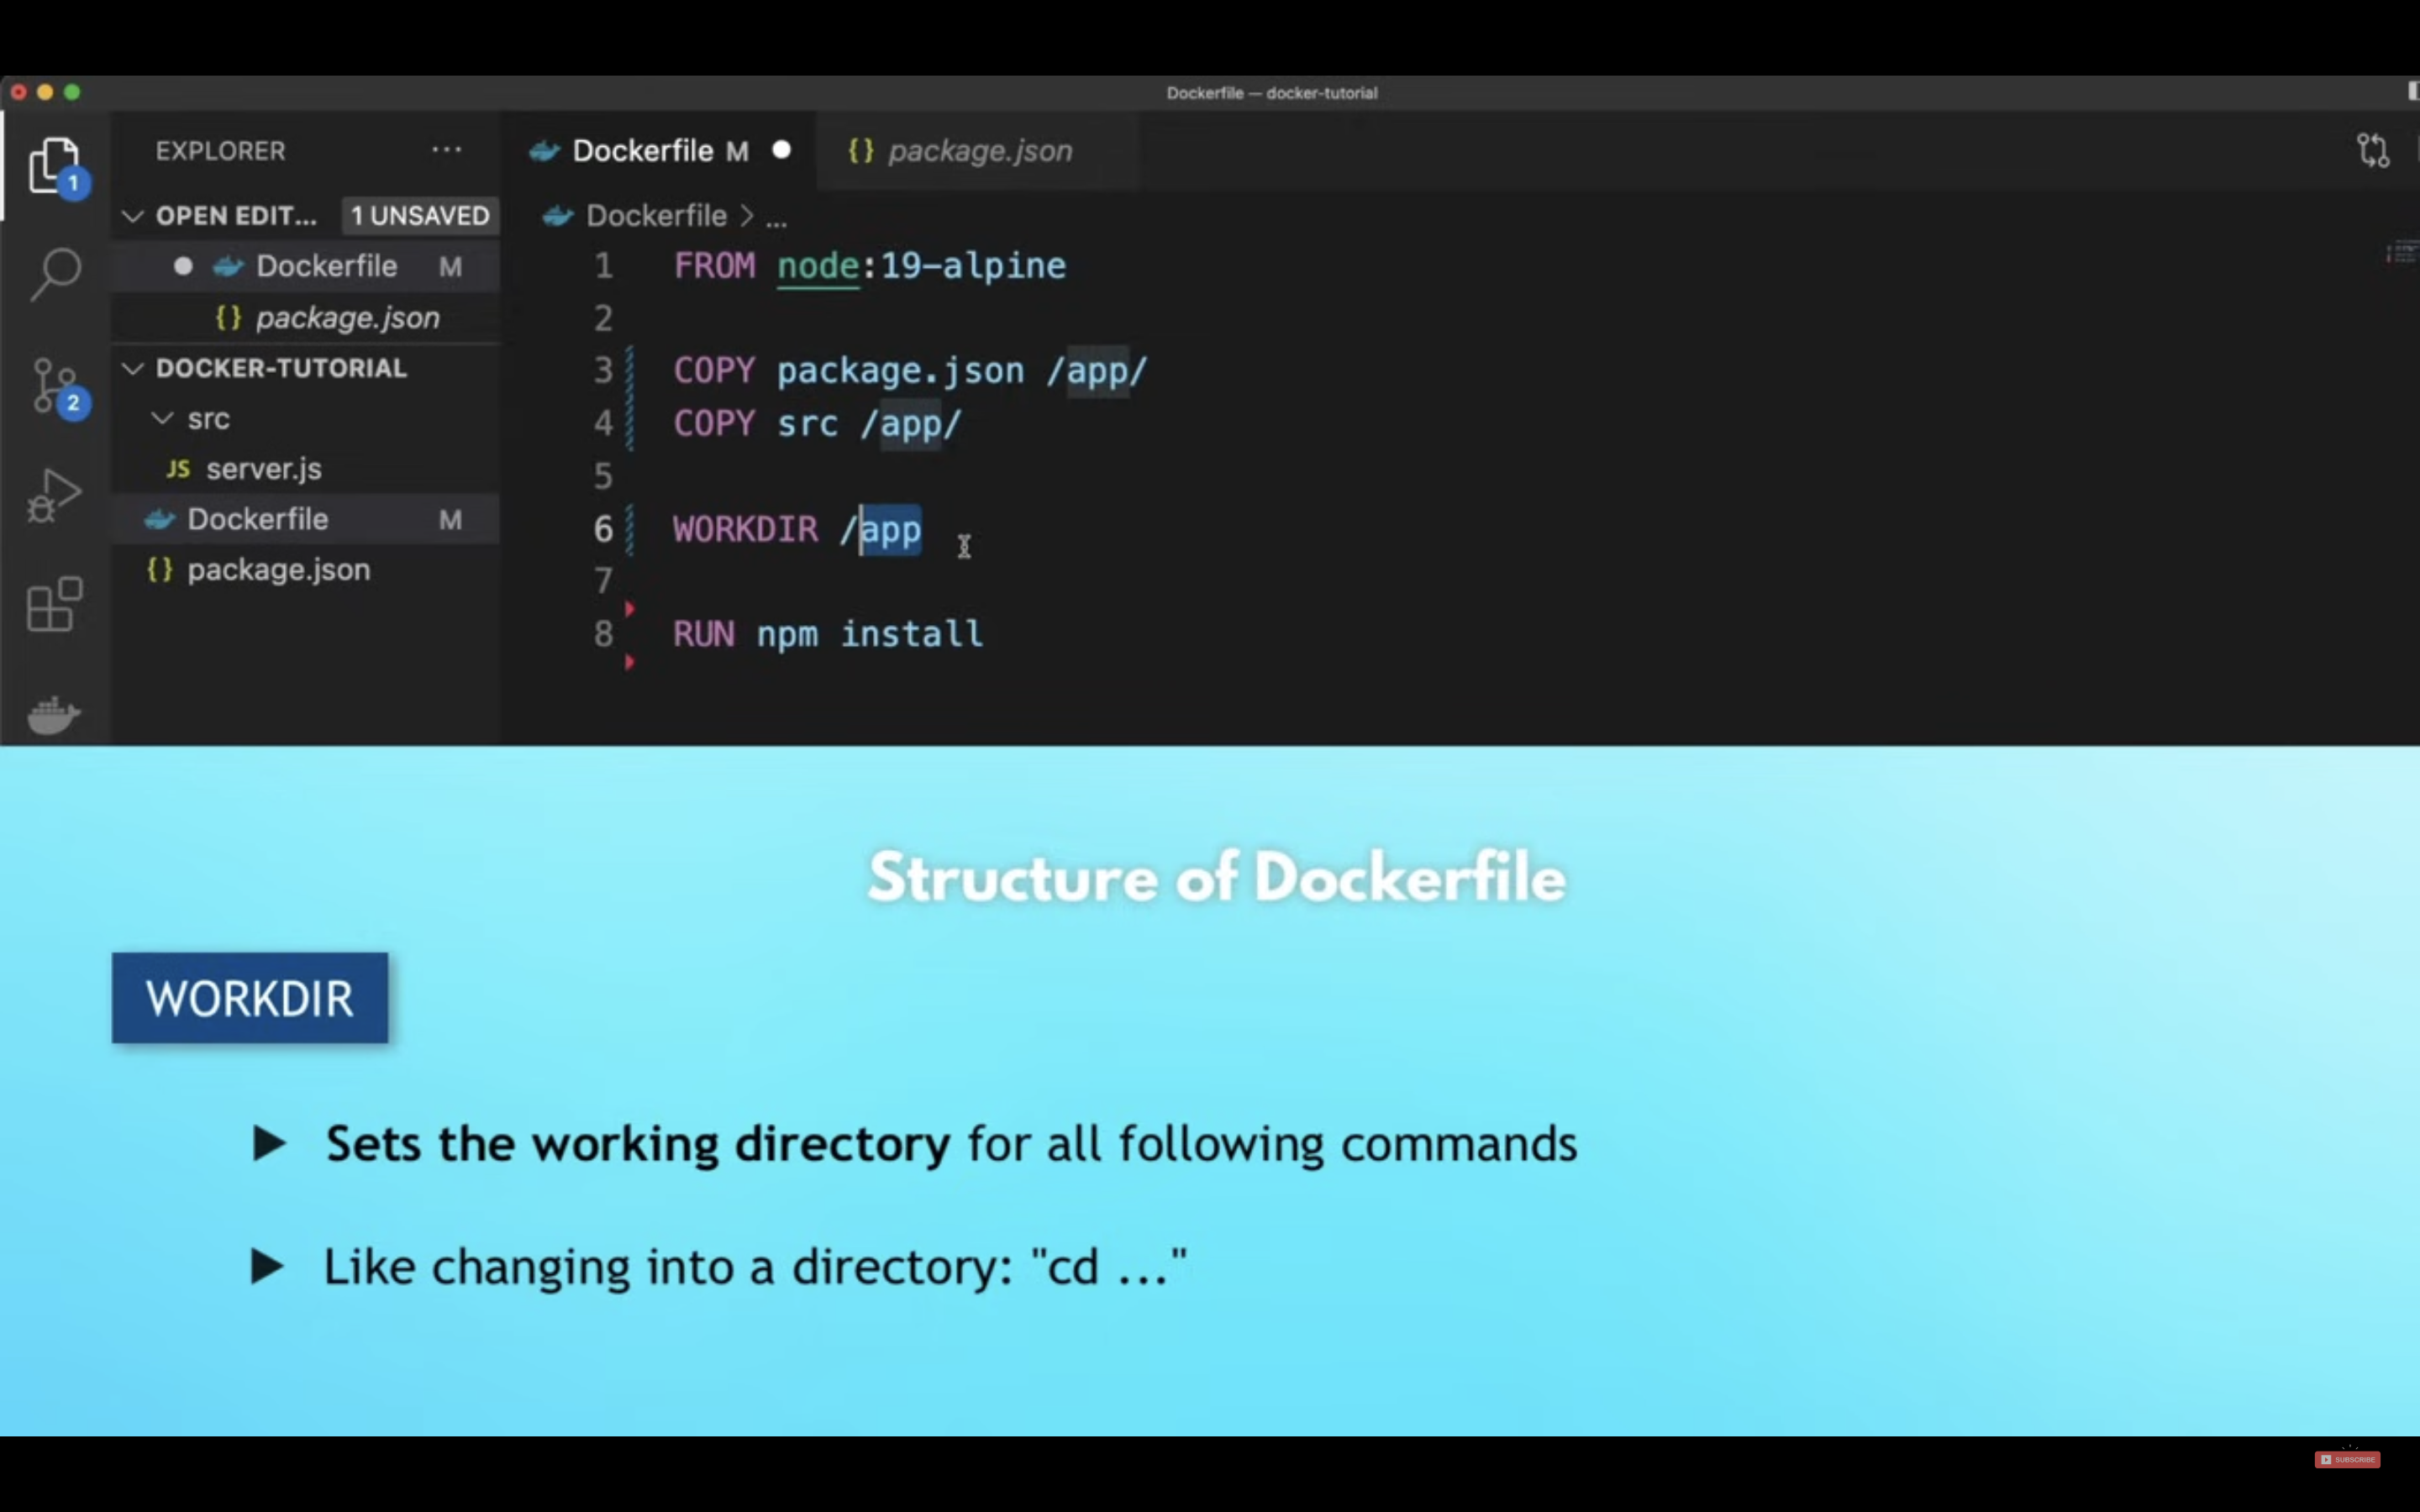 Dockerfile — docker-tutorial
EXPLORER ...
Dockerfile M
{} package.json
1
OPEN EDIT... 1 UNSAVED
Dockerfile > ...
Dockerfile M
{} package.json
DOCKER-TUTORIAL
src
JS server.js
Dockerfile M
{} package.json
2
1 FROM node:19-alpine
2
3 COPY package.json /app/
4 COPY src /app/
5
6 WORKDIR /app
7
8 RUN npm install
Structure of Dockerfile
WORKDIR
Sets the working directory for all following commands
Like changing into a directory: "cd ..."
SUBSCRIBE